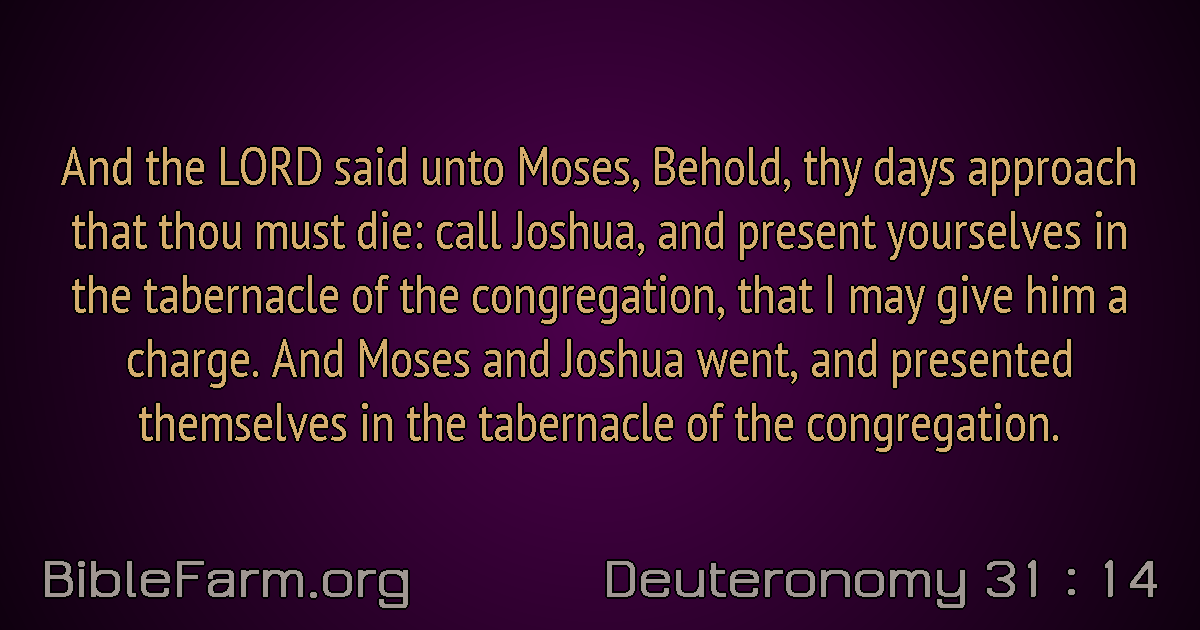 And the LORD said unto Moses, Behold, thy days approach
that thou must die: call Joshua, and present yourselves in
the tabernacle of the congregation, that I may give him a
charge. And Moses and Joshua went, and presented
themselves in the tabernacle of the congregation.
BibleFarm.org
Deuteronomy 31 : 14